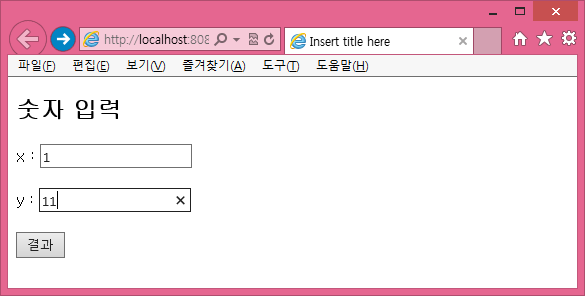 http://localhost:808
Insert title here
파일(F) 편집(E) 보기(V) 즐겨찾기(A) 도구(T) 도움말(H)
숫자 입력
x : 1
y : 11
결과